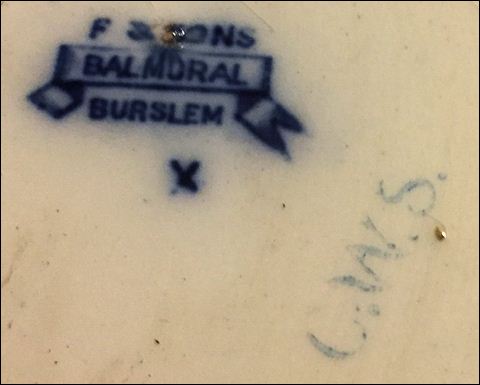 F & SONS
BALMORAL
BURSLEM
X
C.W.S.